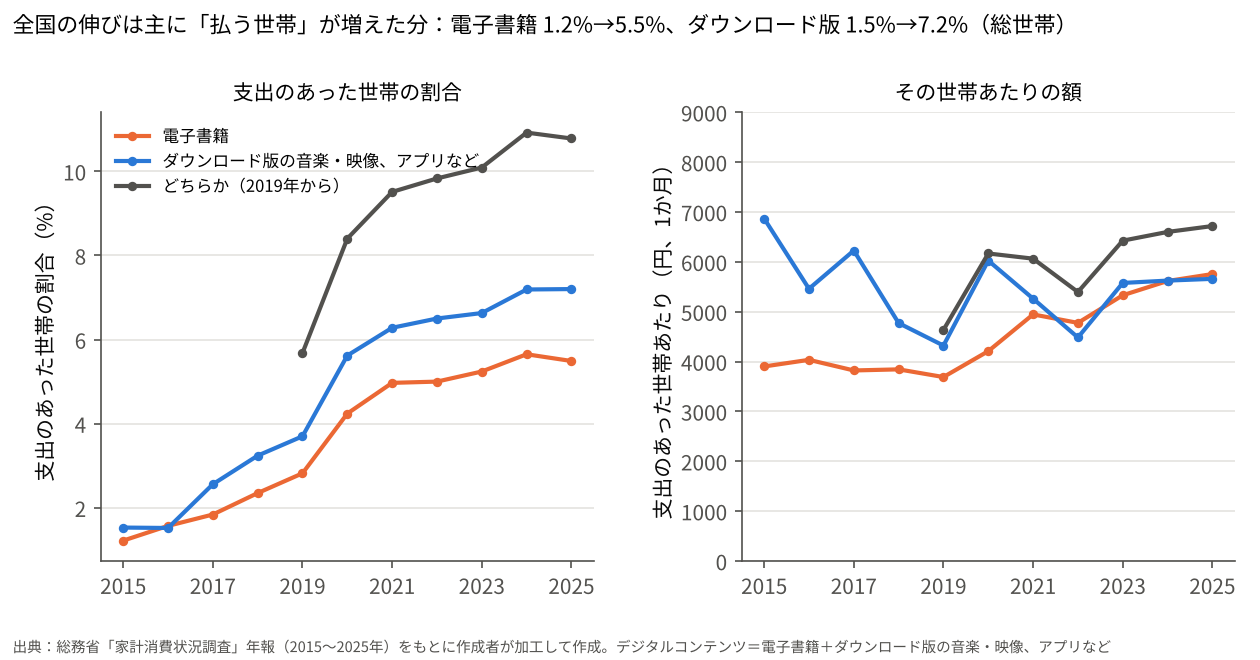 全国の伸びは主に「払う世帯」が増えた分：電子書籍 1.2%→5.5%、ダウンロード版 1.5%→7.2%（総世帯）
支出のあった世帯の割合
電子書籍
ダウンロード版の音楽・映像、アプリなど
どちらか（2019年から）
支出のあった世帯の割合（%）
10
8
6
4
2
2015 2017 2019 2021 2023 2025
その世帯あたりの額
支出のあった世帯あたり（円、1か月）
9000
8000
7000
6000
5000
4000
3000
2000
1000
0
2015 2017 2019 2021 2023 2025
出典：総務省「家計消費状況調査」年報（2015～2025年）をもとに作成者が加工して作成。デジタルコンテンツ＝電子書籍＋ダウンロード版の音楽・映像、アプリなど